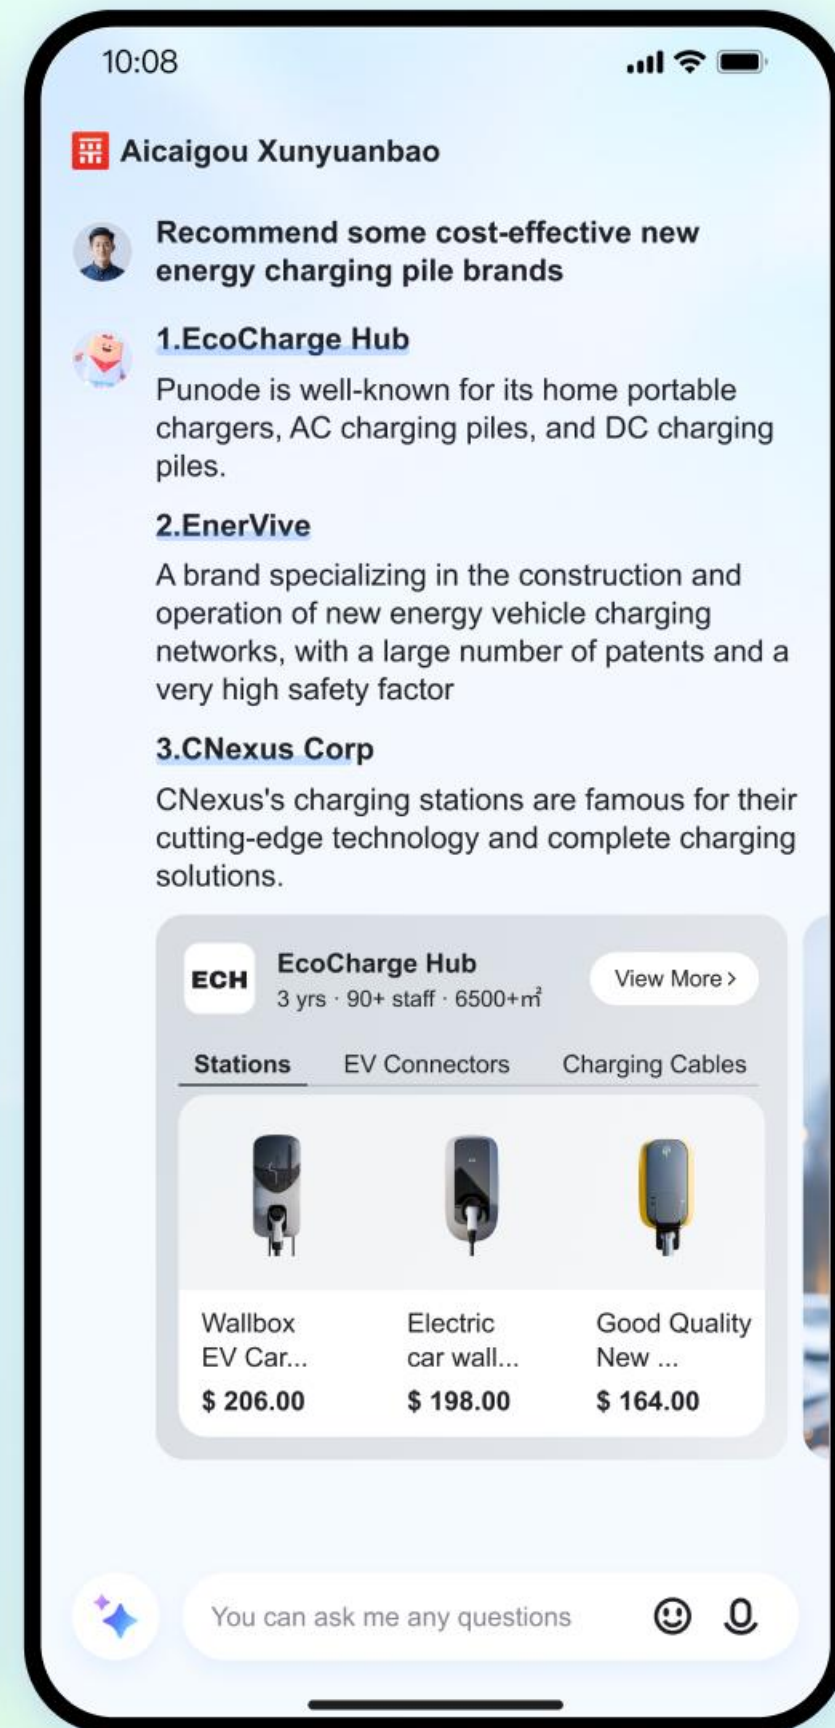 10:08
Aicaigou Xunyuanbao
Recommend some cost-effective new
energy charging pile brands
1.EcoCharge Hub
Punode is well-known for its home portable
chargers, AC charging piles, and DC charging
piles.
2.EnerVive
A brand specializing in the construction and
operation of new energy vehicle charging
networks, with a large number of patents and a
very high safety factor
3.CNexus Corp
CNexus's charging stations are famous for their
cutting-edge technology and complete charging
solutions.
ECH
EcoCharge Hub
3 yrs · 90+ staff · 6500+㎡
View More >
Stations EV Connectors Charging Cables
Wallbox
EV Car...
$ 206.00
Electric
car wall...
$ 198.00
Good Quality
New ...
$ 164.00
You can ask me any questions